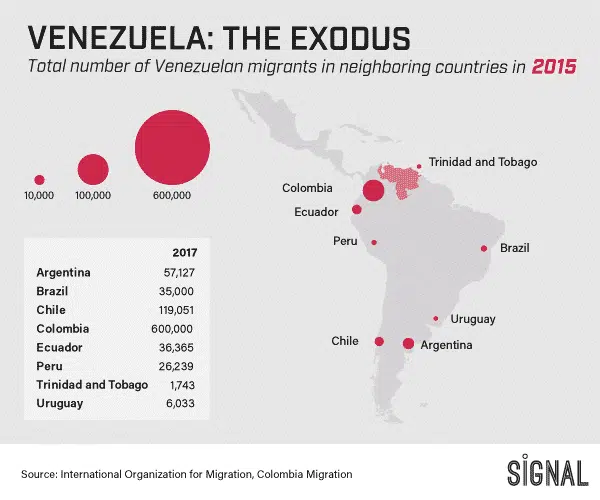 VENEZUELA: THE EXODUS
Total number of Venezuelan migrants in neighboring countries in 2015
10,000
100,000
600,000
Trinidad and Tobago
Colombia
Ecuador
Peru
Brazil
Uruguay
Chile
Argentina
2017
Argentina 57,127
Brazil 35,000
Chile 119,051
Colombia 600,000
Ecuador 36,365
Peru 26,239
Trinidad and Tobago 1,743
Uruguay 6,033
Source: International Organization for Migration, Colombia Migration
SIGNAL